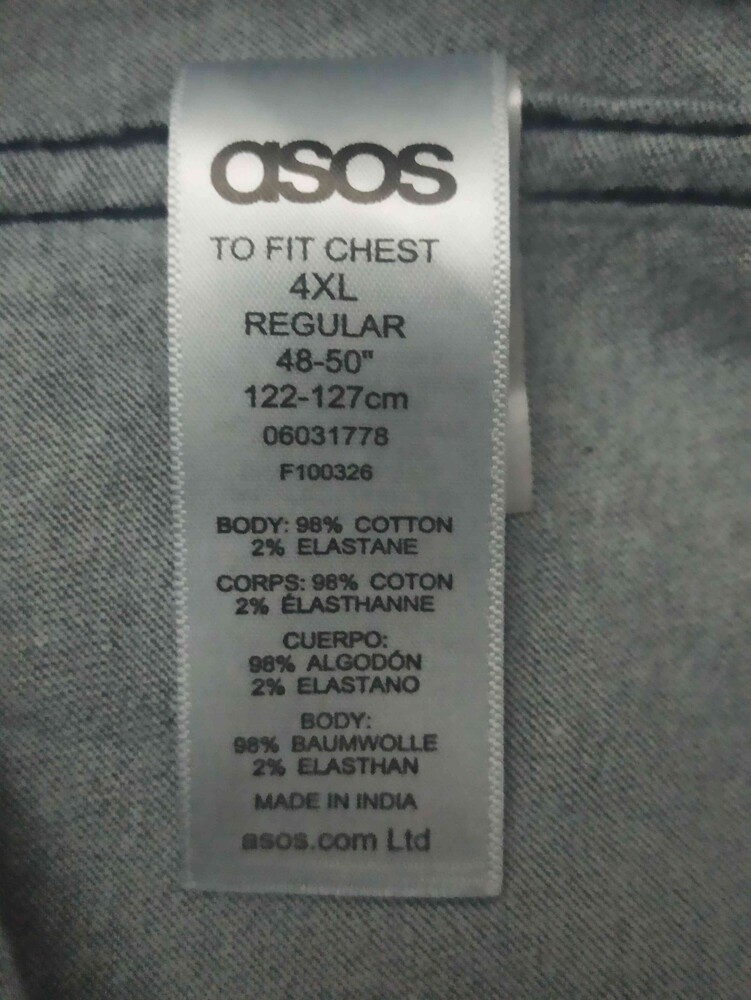 asos
TO FIT CHEST
4XL
REGULAR
48-50"
122-127cm
06031778
F100326
BODY: 98% COTTON
2% ELASTANE
CORPS: 98% COTON
2% ÉLASTHANNE
CUERPO:
98% ALGODÓN
2% ELASTANO
BODY:
98% BAUMWOLLE
2% ELASTHAN
MADE IN INDIA
asos.com Ltd